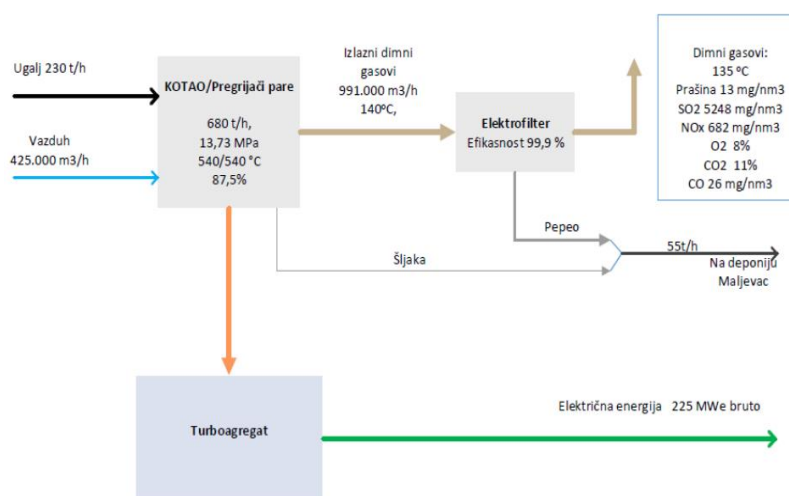 Ugalj 230 t/h
Vazduh
425.000 m3/h
KOTAO/Pregrijači pare
680 t/h,
13,73 MPa
540/540 °C
87,5%
Izlazni dimni
gasovi
991.000 m3/h
140ºC,
Elektrofilter
Efikasnost 99,9 %
Dimni gasovi:
135 ºC
Prašina 13 mg/nm3
SO2 5248 mg/nm3
NOx 682 mg/nm3
O2 8%
CO2 11%
CO 26 mg/nm3
Pepeo
Šljaka
55t/h
Na deponiju
Maljevac
Turboagregat
Električna energija 225 MWe bruto